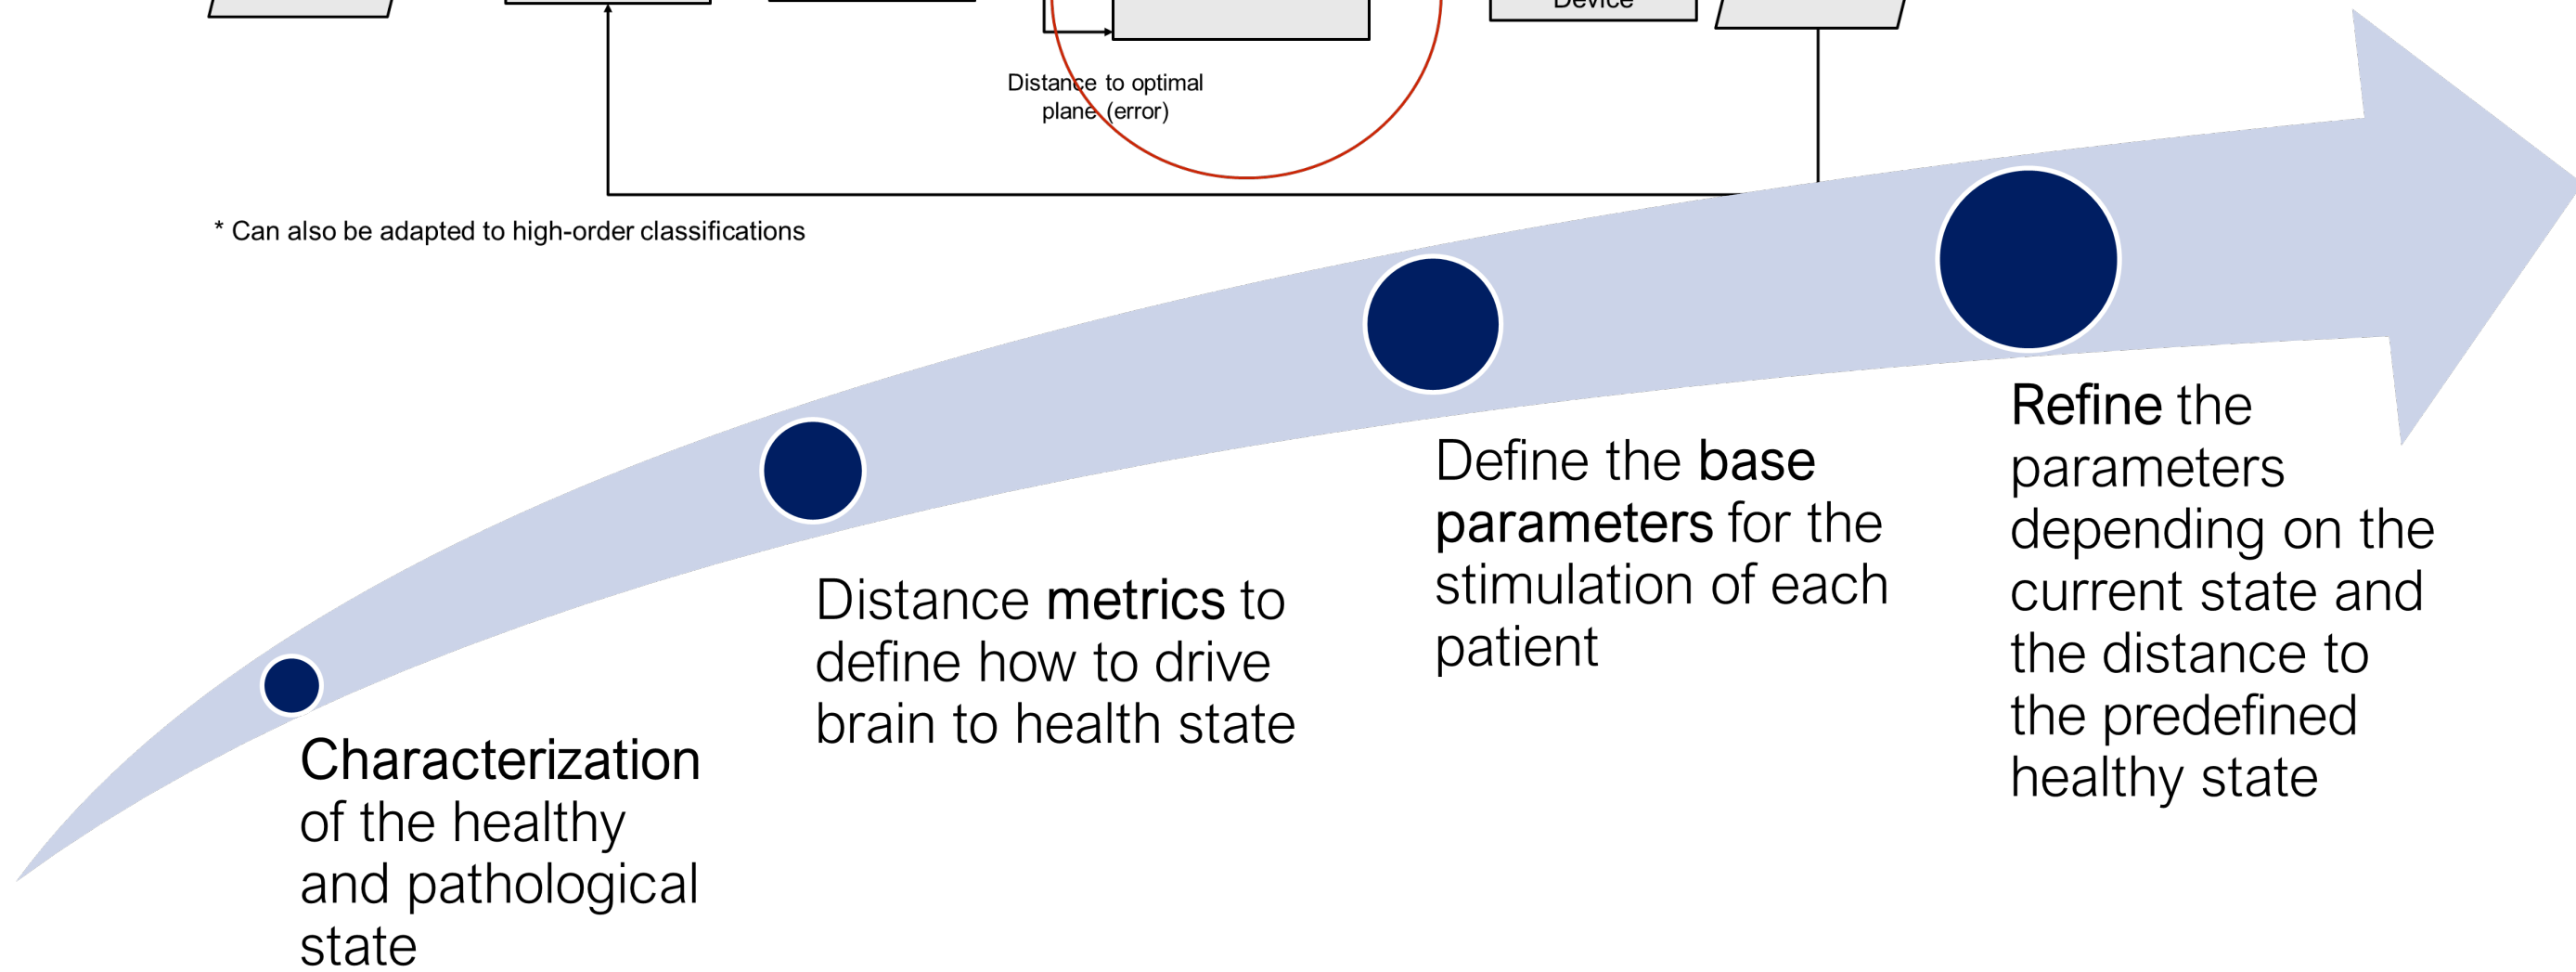 Device
Distance to optimal
plane (error)
* Can also be adapted to high-order classifications
Characterization
of the healthy
and pathological
state
Distance metrics to
define how to drive
brain to health state
Define the base
parameters for the
stimulation of each
patient
Refine the
parameters
depending on the
current state and
the distance to
the predefined
healthy state